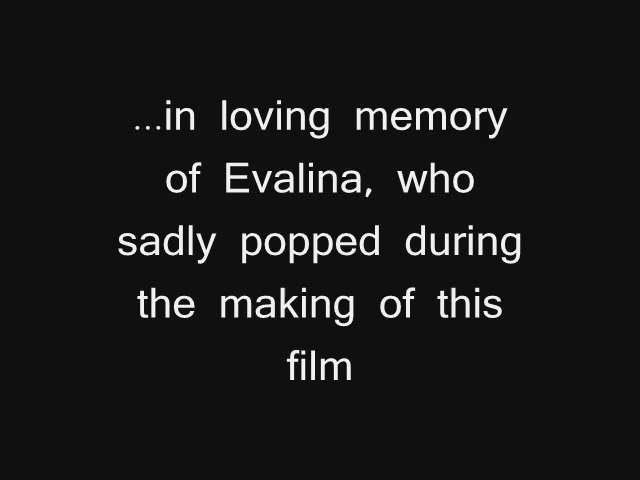 ...in loving memory
of Evalina, who
sadly popped during
the making of this
film